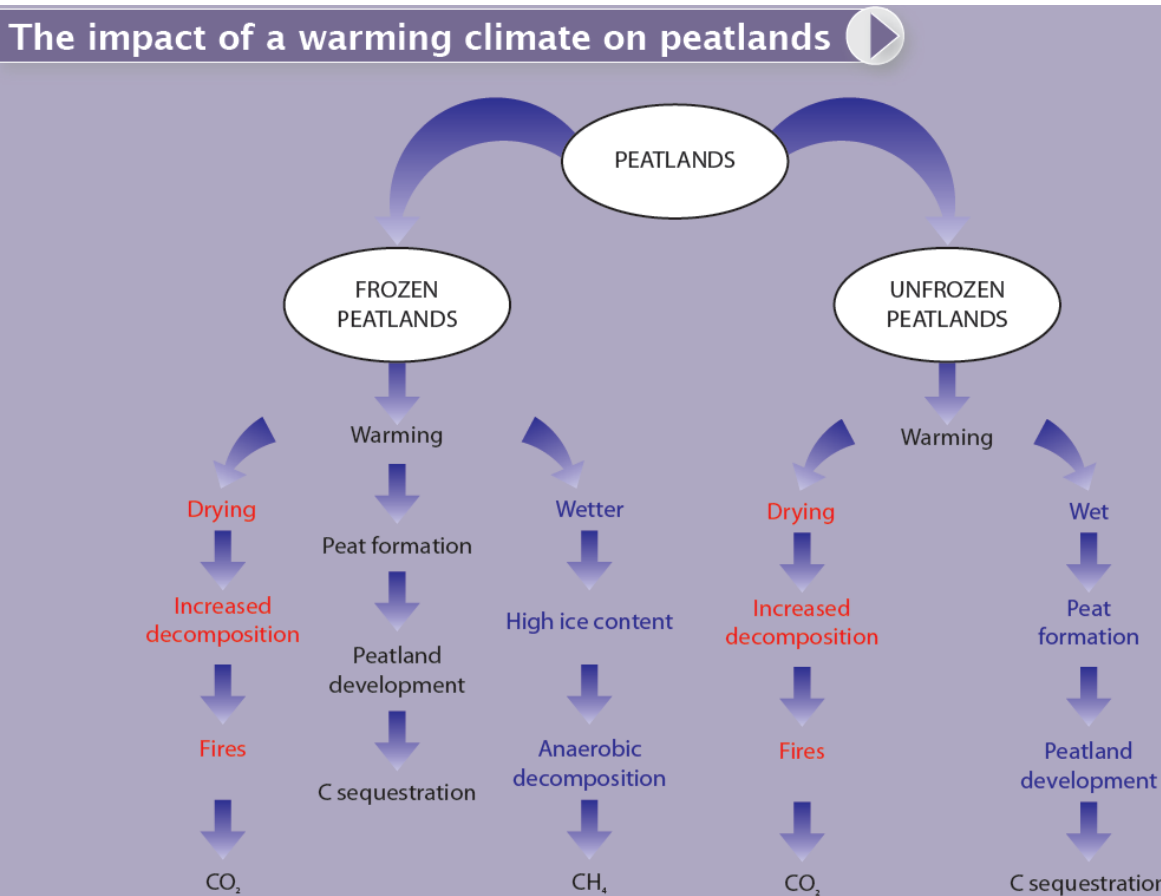 The impact of a warming climate on peatlands
PEATLANDS
FROZEN
PEATLANDS
UNFROZEN
PEATLANDS
Warming
Warming
Drying
Increased
decomposition
Fires
CO₂
Peat formation
Peatland
development
C sequestration
Wetter
High ice content
Anaerobic
decomposition
CH₄
Drying
Increased
decomposition
Fires
CO₂
Wet
Peat
formation
Peatland
development
C sequestration